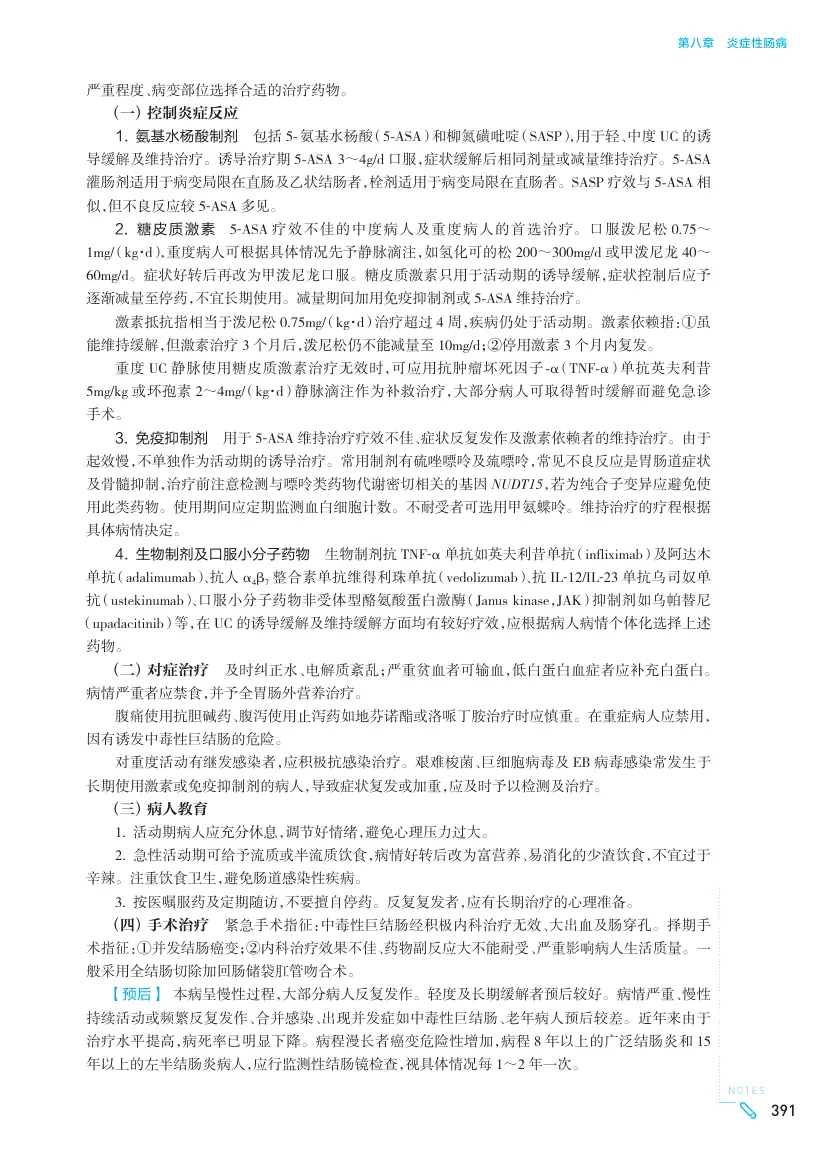 第八章 炎症性肠病
严重程度、病变部位选择合适的治疗药物。
（一）控制炎症反应
1. 氨基水杨酸制剂 包括 5- 氨基水杨酸（5-ASA）和柳氮磺吡啶（SASP），用于轻、中度 UC 的诱
导缓解及维持治疗。诱导治疗期 5-ASA 3～4g/d 口服，症状缓解后相同剂量或减量维持治疗。5-ASA
灌肠剂适用于病变局限在直肠及乙状结肠者，栓剂适用于病变局限在直肠者。SASP 疗效与 5-ASA 相
似，但不良反应较 5-ASA 多见。
2. 糖皮质激素 5-ASA 疗效不佳的中度病人及重度病人的首选治疗。口服泼尼松 0.75～
1mg/（kg·d），重度病人可根据具体情况先予静脉滴注，如氢化可的松 200～300mg/d 或甲泼尼龙 40～
60mg/d。症状好转后再改为甲泼尼龙口服。糖皮质激素只用于活动期的诱导缓解，症状控制后应予
逐渐减量至停药，不宜长期使用。减量期间加用免疫抑制剂或 5-ASA 维持治疗。
激素抵抗指相当于泼尼松 0.75mg/（kg·d）治疗超过 4 周，疾病仍处于活动期。激素依赖指：①虽
能维持缓解，但激素治疗 3 个月后，泼尼松仍不能减量至 10mg/d；②停用激素 3 个月内复发。
重度 UC 静脉使用糖皮质激素治疗无效时，可应用抗肿瘤坏死因子 -α（TNF-α）单抗英夫利昔
5mg/kg 或环孢素 2～4mg/（kg·d）静脉滴注作为补救治疗，大部分病人可取得暂时缓解而避免急诊
手术。
3. 免疫抑制剂 用于 5-ASA 维持治疗疗效不佳、症状反复发作及激素依赖者的维持治疗。由于
起效慢，不单独作为活动期的诱导治疗。常用制剂有硫唑嘌呤及巯嘌呤，常见不良反应是胃肠道症状
及骨髓抑制，治疗前注意检测与嘌呤类药物代谢密切相关的基因 NUDT15，若为纯合子变异应避免使
用此类药物。使用期间应定期监测血白细胞计数。不耐受者可选用甲氨蝶呤。维持治疗的疗程根据
具体病情决定。
4. 生物制剂及口服小分子药物 生物制剂抗 TNF-α 单抗如英夫利昔单抗（infliximab）及阿达木
单抗（adalimumab）、抗人 α₄β₇ 整合素单抗维得利珠单抗（vedolizumab）、抗 IL-12/IL-23 单抗乌司奴单
抗（ustekinumab）、口服小分子药物非受体型酪氨酸蛋白激酶（Janus kinase，JAK）抑制剂如乌帕替尼
（upadacitinib）等，在 UC 的诱导缓解及维持缓解方面均有较好疗效，应根据病人病情个体化选择上述
药物。
（二）对症治疗 及时纠正水、电解质紊乱；严重贫血者可输血，低白蛋白血症者应补充白蛋白。
病情严重者应禁食，并予全胃肠外营养治疗。
腹痛使用抗胆碱药、腹泻使用止泻药如地芬诺酯或洛哌丁胺治疗时应慎重。在重症病人应禁用，
因有诱发中毒性巨结肠的危险。
对重度活动有继发感染者，应积极抗感染治疗。艰难梭菌、巨细胞病毒及 EB 病毒感染常发生于
长期使用激素或免疫抑制剂的病人，导致症状复发或加重，应及时予以检测及治疗。
（三）病人教育
1. 活动期病人应充分休息，调节好情绪，避免心理压力过大。
2. 急性活动期可给予流质或半流质饮食，病情好转后改为富营养、易消化的少渣饮食，不宜过于
辛辣。注重饮食卫生，避免肠道感染性疾病。
3. 按医嘱服药及定期随访，不要擅自停药。反复复发者，应有长期治疗的心理准备。
（四）手术治疗 紧急手术指征：中毒性巨结肠经积极内科治疗无效、大出血及肠穿孔。择期手
术指征：①并发结肠癌变；②内科治疗效果不佳、药物副反应大不能耐受、严重影响病人生活质量。一
般采用全结肠切除加回肠储袋肛管吻合术。
【预后】 本病呈慢性过程，大部分病人反复发作。轻度及长期缓解者预后较好。病情严重、慢性
持续活动或频繁反复发作、合并感染、出现并发症如中毒性巨结肠、老年病人预后较差。近年来由于
治疗水平提高，病死率已明显下降。病程漫长者癌变危险性增加，病程 8 年以上的广泛结肠炎和 15
年以上的左半结肠炎病人，应行监测性结肠镜检查，视具体情况每 1～2 年一次。
NOTES
391